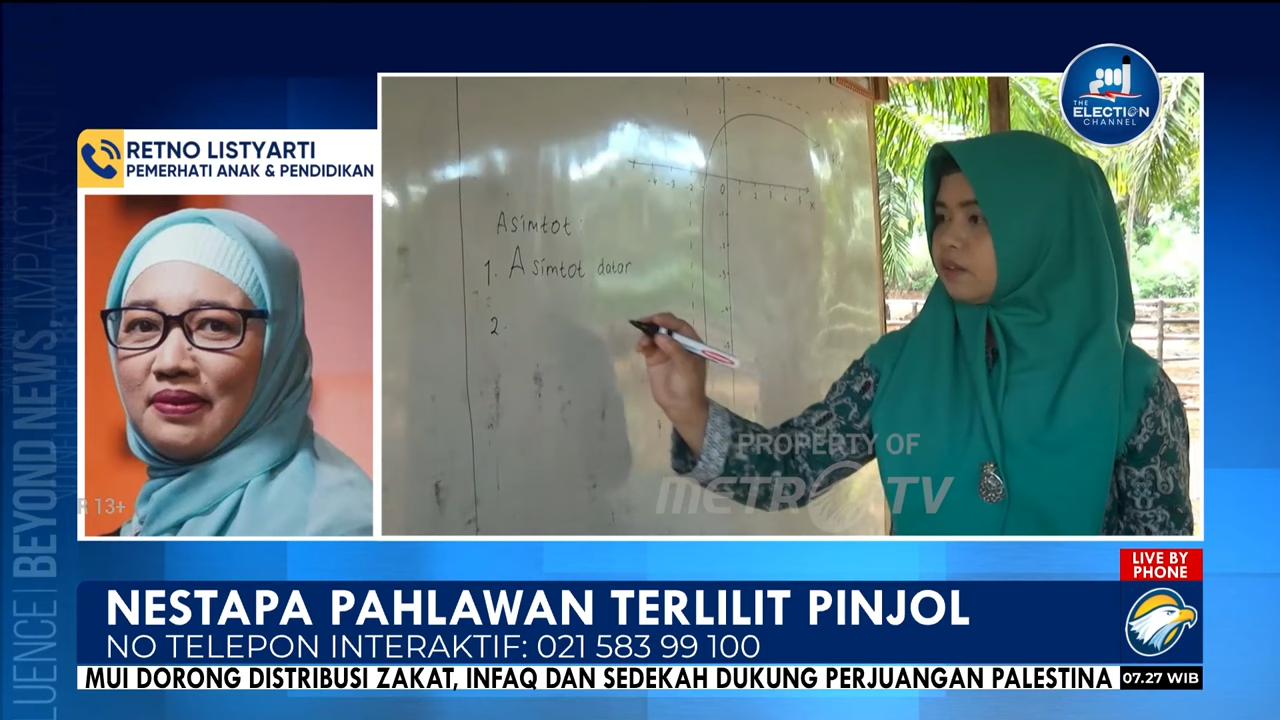 THE
ELECTION
CHANNEL
RETNO LISTYARTI
PEMERHATI ANAK & PENDIDIKAN
Asimtot:
1. Asimtot datar
2.
PROPERTY OF
METRO TV
R 13+
BEYOND NEWS,
LIVE BY
PHONE
NESTAPA PAHLAWAN TERLILIT PINJOL
NO TELEPON INTERAKTIF: 021 583 99 100
MUI DORONG DISTRIBUSI ZAKAT, INFAQ DAN SEDEKAH DUKUNG PERJUANGAN PALESTINA
07.27 WIB